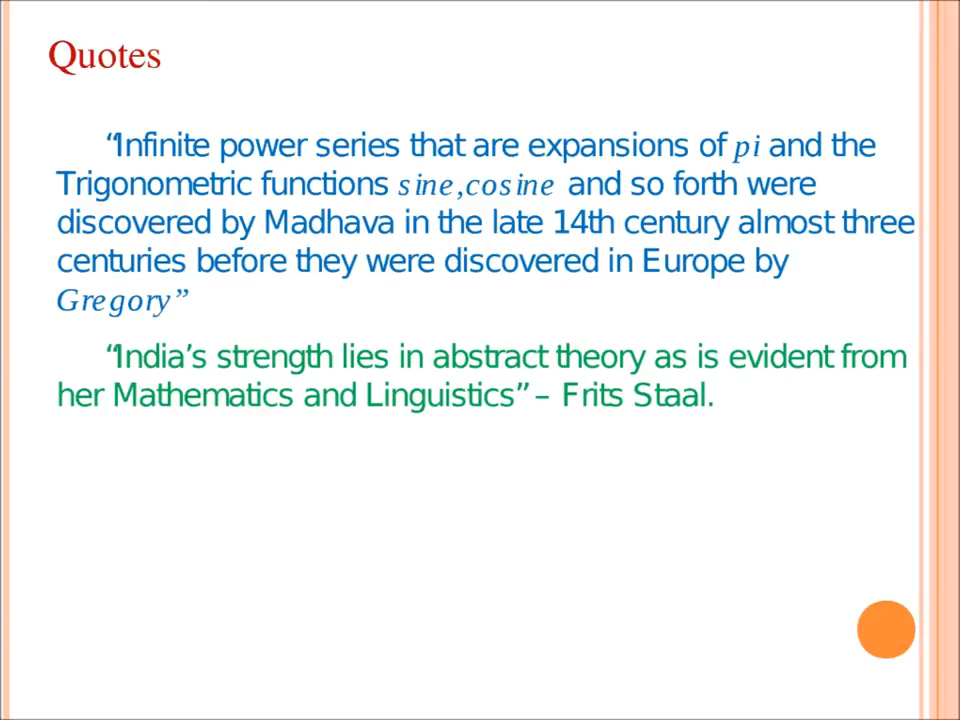 Quotes
“Infinite power series that are expansions of pi and the
Trigonometric functions sine,cosine and so forth were
discovered by Madhava in the late 14th century almost three
centuries before they were discovered in Europe by
Gregory”
“India’s strength lies in abstract theory as is evident from
her Mathematics and Linguistics” – Frits Staal.